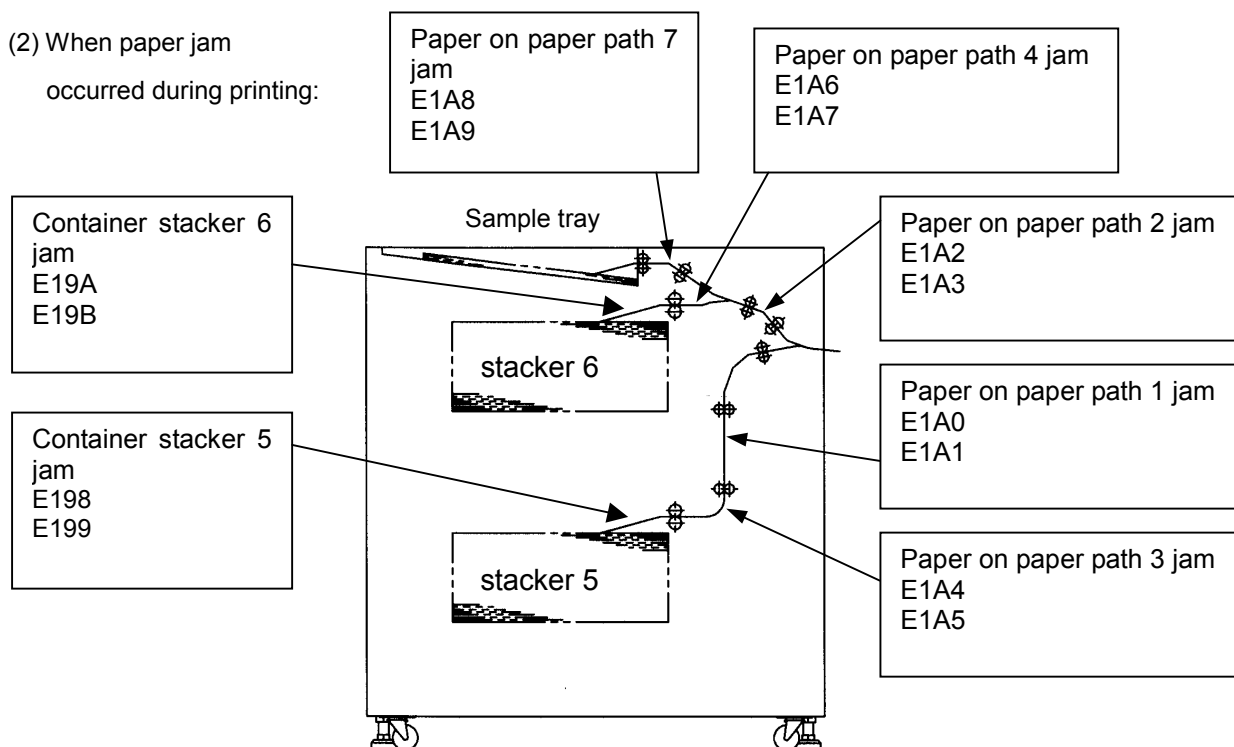 (2) When paper jam
occurred during printing:
Paper on paper path 7
jam
E1A8
E1A9
Paper on paper path 4 jam
E1A6
E1A7
Container stacker 6
jam
E19A
E19B
Sample tray
Paper on paper path 2 jam
E1A2
E1A3
stacker 6
Paper on paper path 1 jam
E1A0
E1A1
Container stacker 5
jam
E198
E199
stacker 5
Paper on paper path 3 jam
E1A4
E1A5